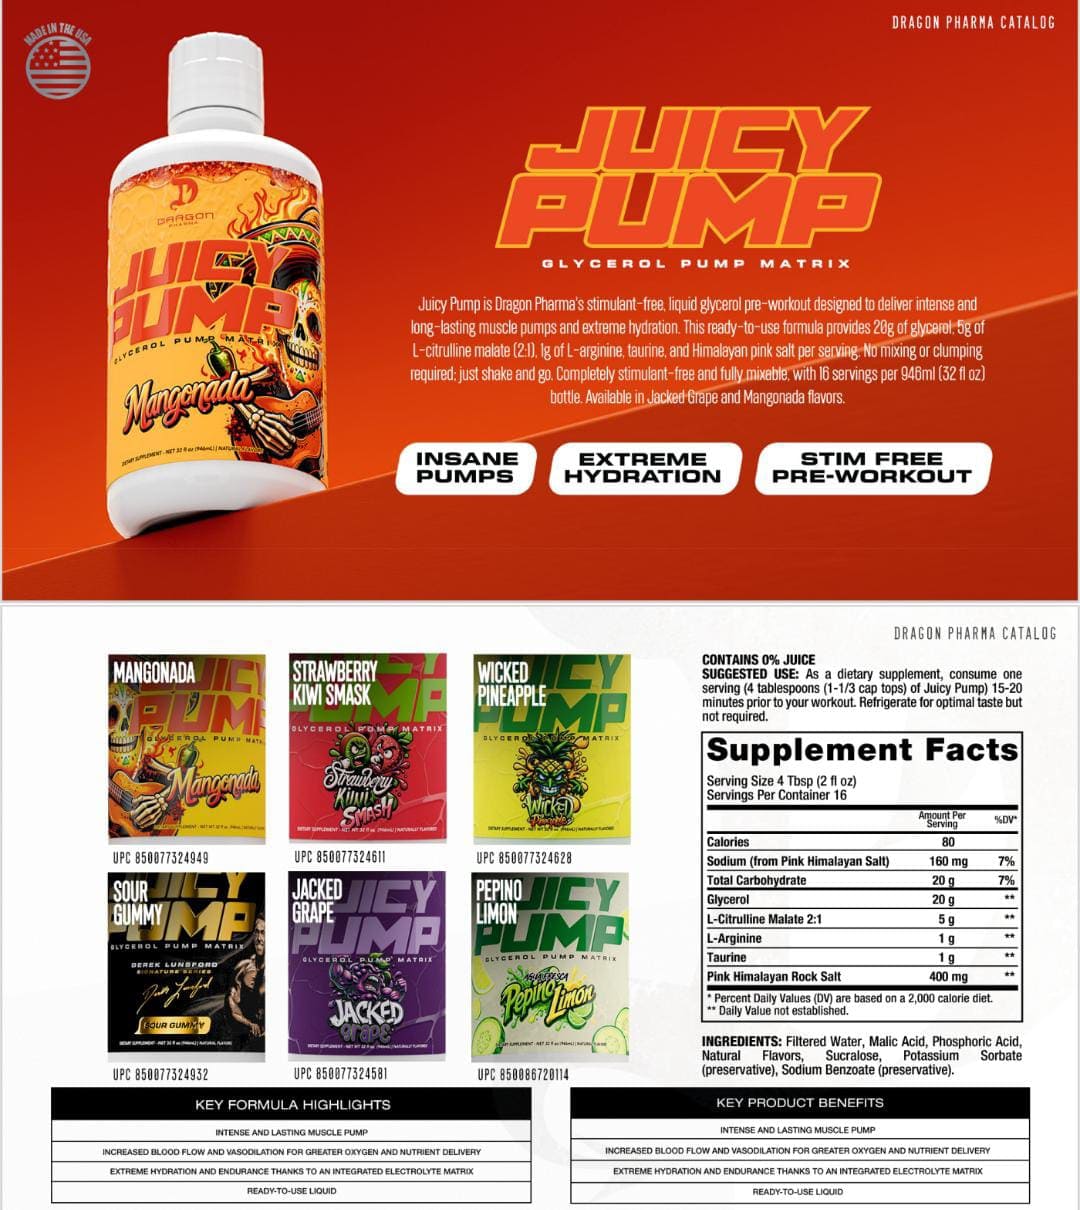 MADE IN THE USA
DRAGON PHARMA CATALOG
DRAGON
PHARMA
JUICY
PUMP
GLYCEROL PUMP MATRIX
Mangonada
DIETARY SUPPLEMENT - NET 32 fl oz (946mL) | NATURAL FLAVORS
JUICY
PUMP
GLYCEROL PUMP MATRIX
Juicy Pump is Dragon Pharma's stimulant-free, liquid glycerol pre-workout designed to deliver intense and
long-lasting muscle pumps and extreme hydration. This ready-to-use formula provides 20g of glycerol, 5g of
L-citrulline malate (2:1), 1g of L-arginine, taurine, and Himalayan pink salt per serving. No mixing or clumping
required; just shake and go. Completely stimulant-free and fully mixable, with 16 servings per 946ml (32 fl oz)
bottle. Available in Jacked Grape and Mangonada flavors.
INSANE
PUMPS
EXTREME
HYDRATION
STIM FREE
PRE-WORKOUT
DRAGON PHARMA CATALOG
MANGONADA
PUMP
GLYCEROL PUMP
Mangonada
UPC 850077324949
STRAWBERRY
KIWI SMASK
GLYCEROL PUMP MATRIX
Strawberry
Kiwi
SMASH
UPC 850077324611
WICKED
PINEAPPLE
PUMP
GLYCEROL PUMP MATRIX
WICKED
Pineapple
UPC 850077324628
SOUR
GUMMY
GLYCEROL PUMP MATRIX
DEREK LUNSFORD
SIGNATURE SERIES
SOUR GUMMY
UPC 850077324932
JACKED
GRAPE
PUMP
GLYCEROL PUMP MATRIX
JACKED
grape
UPC 850077324581
PEPINO
LIMON
PUMP
GLYCEROL PUMP MATRIX
AGUA FRESCA
Pepino
Limon
UPC 850086720114
CONTAINS 0% JUICE
SUGGESTED USE: As a dietary supplement, consume one
serving (4 tablespoons (1-1/3 cap tops) of Juicy Pump) 15-20
minutes prior to your workout. Refrigerate for optimal taste but
not required.
Supplement Facts
Serving Size 4 Tbsp (2 fl oz)
Servings Per Container 16
Amount Per Serving %DV*
Calories 80
Sodium (from Pink Himalayan Salt) 160 mg 7%
Total Carbohydrate 20 g 7%
Glycerol 20 g **
L-Citrulline Malate 2:1 5 g **
L-Arginine 1 g **
Taurine 1 g **
Pink Himalayan Rock Salt 400 mg **
* Percent Daily Values (DV) are based on a 2,000 calorie diet.
** Daily Value not established.
INGREDIENTS: Filtered Water, Malic Acid, Phosphoric Acid,
Natural Flavors, Sucralose, Potassium Sorbate
(preservative), Sodium Benzoate (preservative).
KEY FORMULA HIGHLIGHTS
INTENSE AND LASTING MUSCLE PUMP
INCREASED BLOOD FLOW AND VASODILATION FOR GREATER OXYGEN AND NUTRIENT DELIVERY
EXTREME HYDRATION AND ENDURANCE THANKS TO AN INTEGRATED ELECTROLYTE MATRIX
READY-TO-USE LIQUID
KEY PRODUCT BENEFITS
INTENSE AND LASTING MUSCLE PUMP
INCREASED BLOOD FLOW AND VASODILATION FOR GREATER OXYGEN AND NUTRIENT DELIVERY
EXTREME HYDRATION AND ENDURANCE THANKS TO AN INTEGRATED ELECTROLYTE MATRIX
READY-TO-USE LIQUID